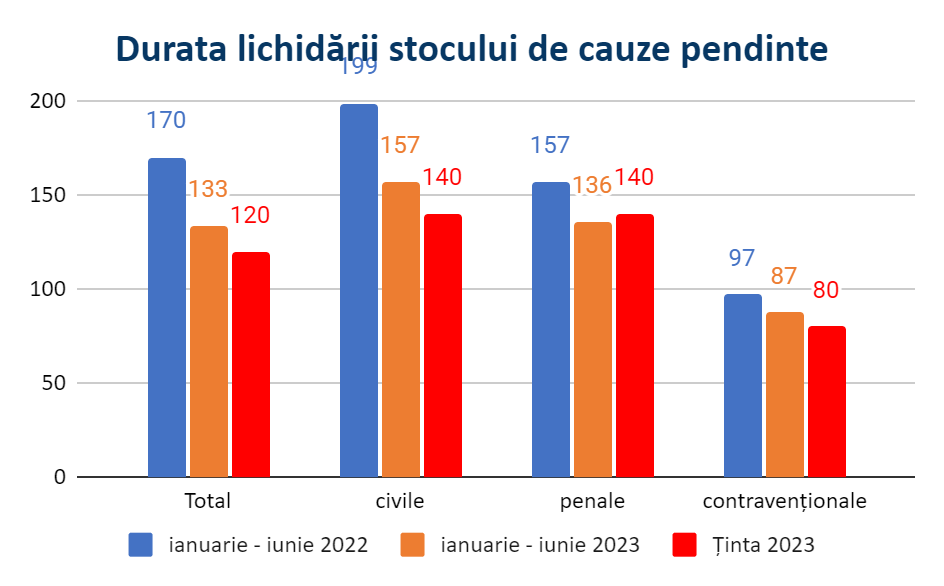 Durata lichidării stocului de cauze pendinte
199
200
170
157
157
150
133
140
136
140
120
97
100
87
80
50
0
Total
civile
penale
contravenționale
ianuarie - iunie 2022
ianuarie - iunie 2023
Ținta 2023